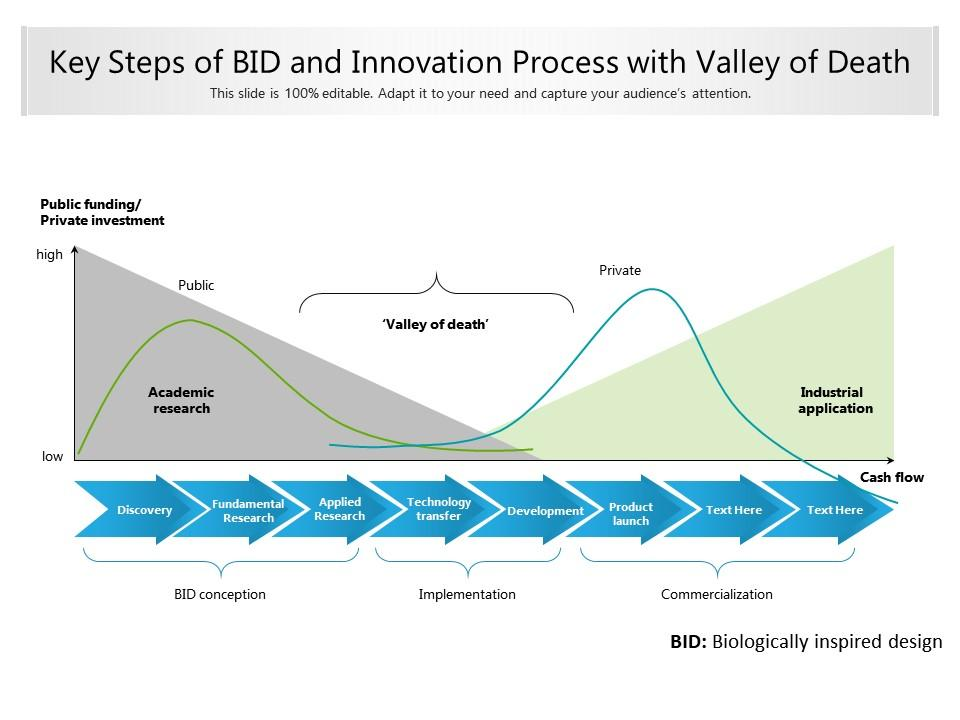 Key Steps of BID and Innovation Process with Valley of Death
This slide is 100% editable. Adapt it to your need and capture your audience's attention.
Public funding/
Private investment
high
Public
Private
'Valley of death'
Academic
research
Industrial
application
low
Cash flow
Discovery
Fundamental
Research
Applied
Research
Technology
transfer
Development
Product
launch
Text Here
Text Here
BID conception
Implementation
Commercialization
BID: Biologically inspired design